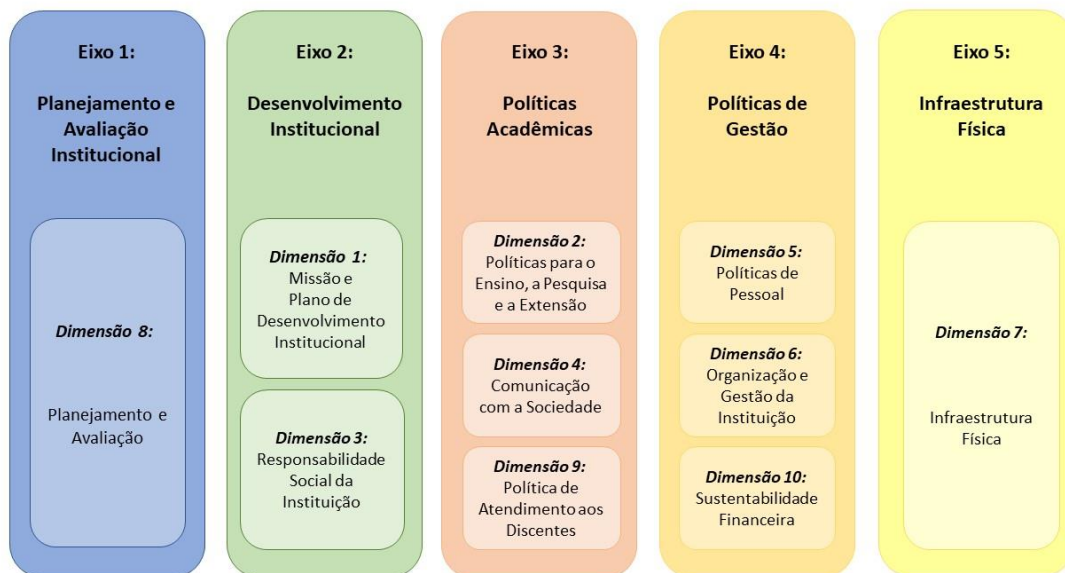 Eixo 1:
Planejamento e
Avaliação
Institucional
Dimensão 8:
Planejamento e
Avaliação
Eixo 2:
Desenvolvimento
Institucional
Dimensão 1:
Missão e
Plano de
Desenvolvimento
Institucional
Dimensão 3:
Responsabilidade
Social da
Instituição
Eixo 3:
Políticas
Acadêmicas
Dimensão 2:
Políticas para o
Ensino, a Pesquisa
e a Extensão
Dimensão 4:
Comunicação
com a Sociedade
Dimensão 9:
Política de
Atendimento aos
Discentes
Eixo 4:
Políticas de
Gestão
Dimensão 5:
Políticas de
Pessoal
Dimensão 6:
Organização e
Gestão da
Instituição
Dimensão 10:
Sustentabilidade
Financeira
Eixo 5:
Infraestrutura
Física
Dimensão 7:
Infraestrutura
Física